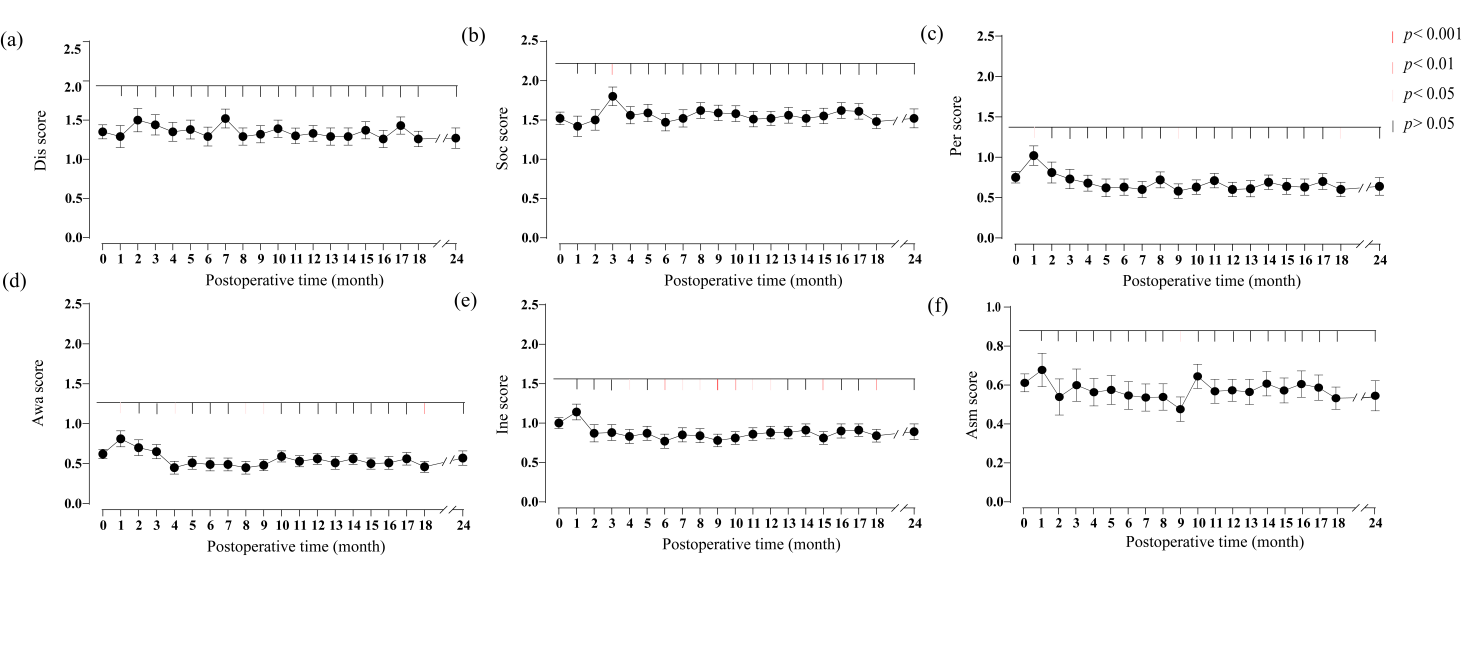 (a)
Dis score
2.5
2.0
1.5
1.0
0.5
0.0
0 1 2 3 4 5 6 7 8 9 10 11 12 13 14 15 16 17 18 24
Postoperative time (month)
(b)
Soc score
2.5
2.0
1.5
1.0
0.5
0.0
0 1 2 3 4 5 6 7 8 9 10 11 12 13 14 15 16 17 18 24
Postoperative time (month)
(c)
Per score
2.5
2.0
1.5
1.0
0.5
0.0
0 1 2 3 4 5 6 7 8 9 10 11 12 13 14 15 16 17 18 24
Postoperative time (month)
p< 0.001
p< 0.01
p< 0.05
p> 0.05
(d)
Awa score
2.5
2.0
1.5
1.0
0.5
0.0
0 1 2 3 4 5 6 7 8 9 10 11 12 13 14 15 16 17 18 24
Postoperative time (month)
(e)
Ine score
2.5
2.0
1.5
1.0
0.5
0.0
0 1 2 3 4 5 6 7 8 9 10 11 12 13 14 15 16 17 18 24
Postoperative time (month)
(f)
Asm score
1.0
0.8
0.6
0.4
0.2
0.0
0 1 2 3 4 5 6 7 8 9 10 11 12 13 14 15 16 17 18 24
Postoperative time (month)